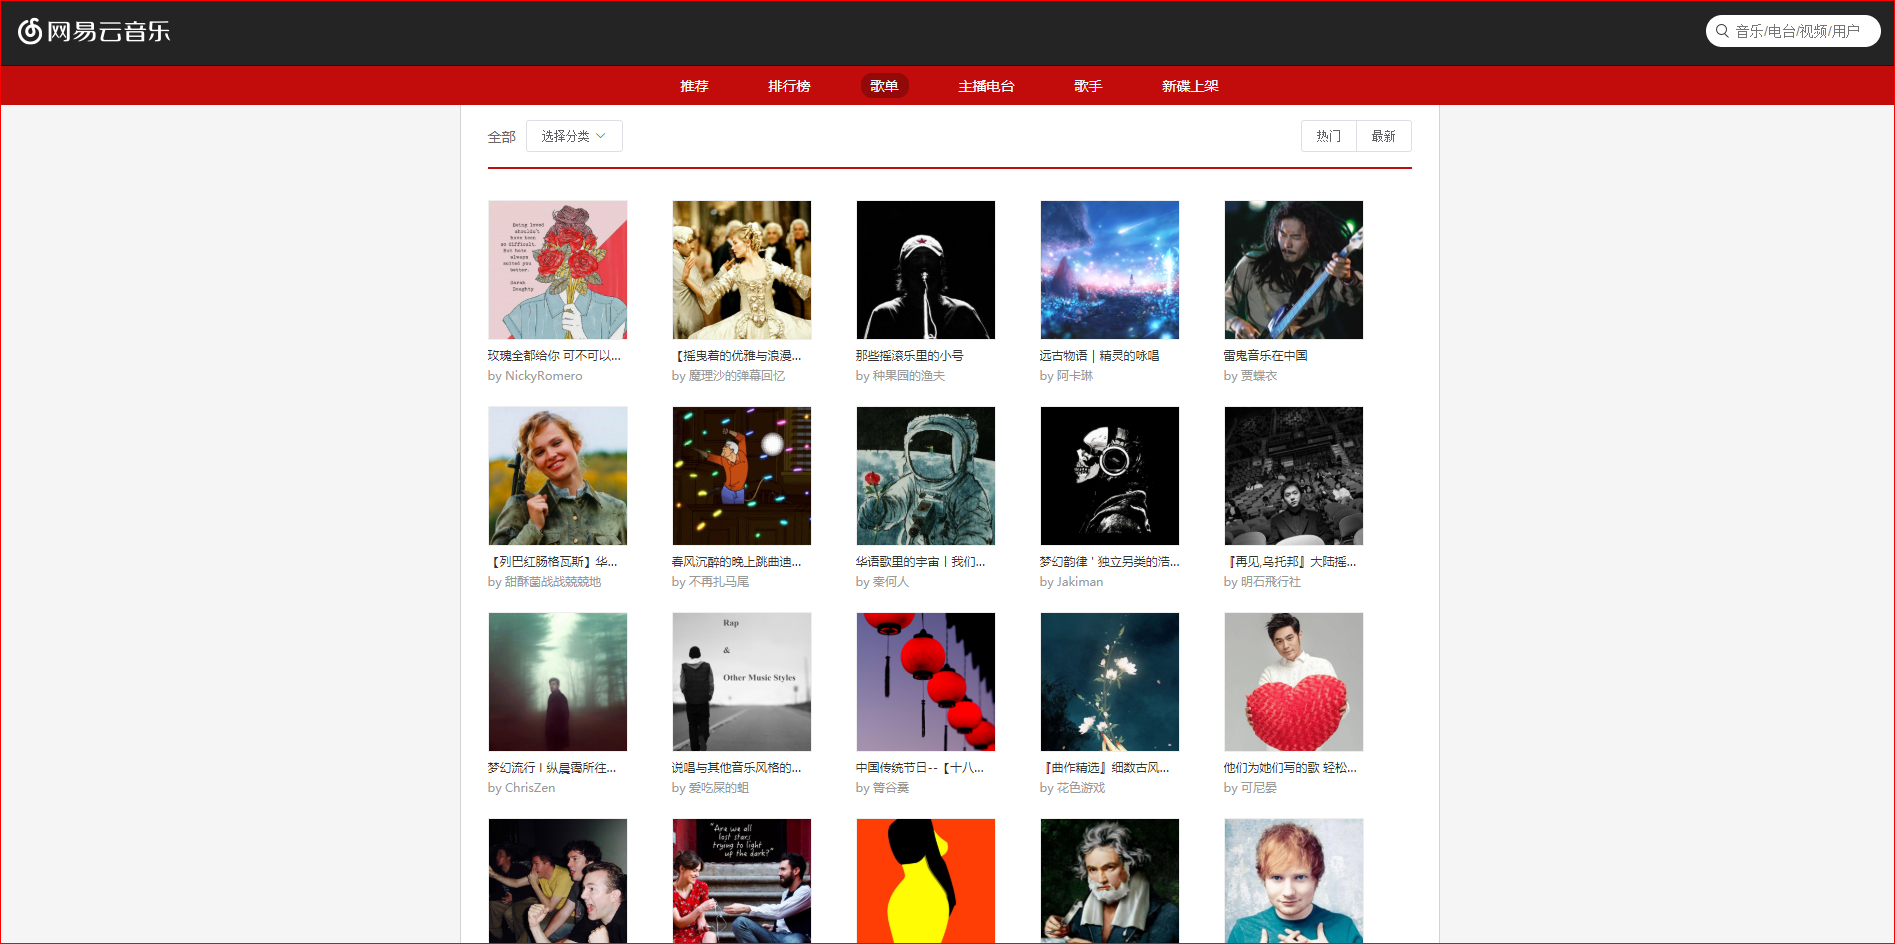 网易云音乐
音乐/电台/视频/用户
推荐 排行榜 歌单 主播电台 歌手 新碟上架
全部 选择分类 热门 最新
Being loved
shouldn't
have been
so difficult.
But hate
always
suited you
better.
Sarah
Doughty
玫瑰全都给你 可不可以...
by NickyRomero
【摇曳着的优雅与浪漫...
by 魔理沙的弹幕回忆
那些摇滚乐里的小号
by 种果园的渔夫
远古物语 | 精灵的咏唱
by 阿卡琳
雷鬼音乐在中国
by 贾蝶衣
【列巴红肠格瓦斯】华...
by 甜酥菌战战兢兢地
春风沉醉的晚上跳曲迪...
by 不再扎马尾
华语歌里的宇宙丨我们...
by 秦何人
梦幻韵律 ' 独立另类的浩...
by Jakiman
『再见,乌托邦』大陆摇...
by 明石飛行社
Rap
&
Other Music Styles
梦幻流行 I 纵晨霭所往...
by ChrisZen
说唱与其他音乐风格的...
by 爱吃屎的蛆
中国传统节日--【十八...
by 箐谷薁
『曲作精选』细数古风...
by 花色游戏
他们为她们写的歌 轻松...
by 可尼晏
"Are we all
lost stars
trying to light
up the dark?"